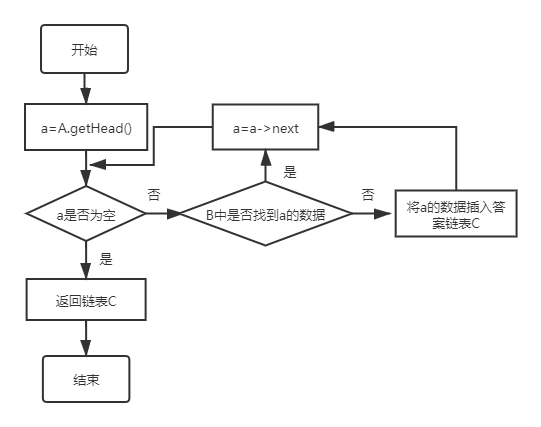 开始
a=A.getHead()
a=a->next
是
否
否
a是否为空
B中是否找到a的数据
将a的数据插入答
案链表C
是
返回链表C
结束